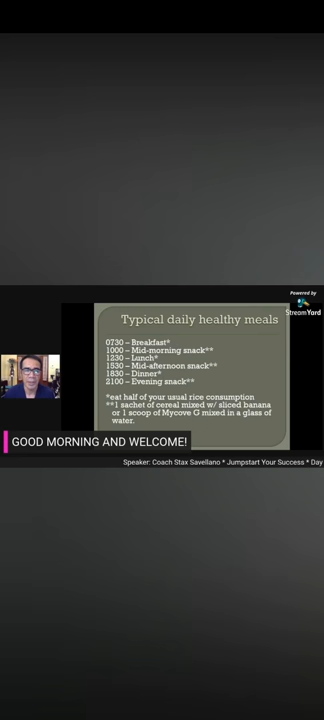 Powered by
StreamYard
Typical daily healthy meals
0730 – Breakfast*
1000 – Mid-morning snack**
1230 – Lunch*
1530 – Mid-afternoon snack**
1830 – Dinner*
2100 – Evening snack**
*eat half of your usual rice consumption
**1 sachet of cereal mixed w/ sliced banana
or 1 scoop of Mycove G mixed in a glass of
water.
GOOD MORNING AND WELCOME!
Speaker: Coach Stax Savellano * Jumpstart Your Success * Day